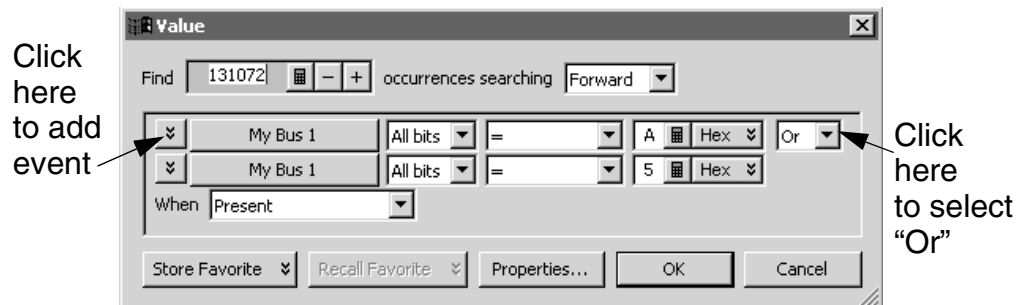 Value
Click
here
to add
event
Find 131072 - + occurrences searching Forward
My Bus 1 All bits = A Hex Or
My Bus 1 All bits = 5 Hex
When Present
Store Favorite Recall Favorite Properties... OK Cancel
Click
here
to select
“Or”